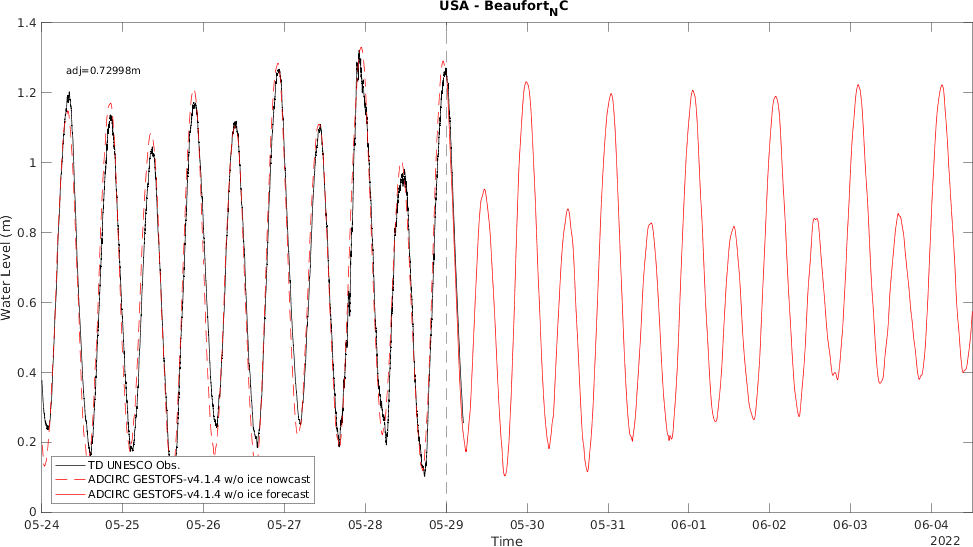 USA - Beaufort_NC
adj=0.72998m
1.4
1.2
1
0.8
0.6
0.4
0.2
0
Water Level (m)
TD UNESCO Obs.
ADCIRC GESTOFS-v4.1.4 w/o ice nowcast
ADCIRC GESTOFS-v4.1.4 w/o ice forecast
05-24 05-25 05-26 05-27 05-28 05-29 05-30 05-31 06-01 06-02 06-03 06-04
Time
2022